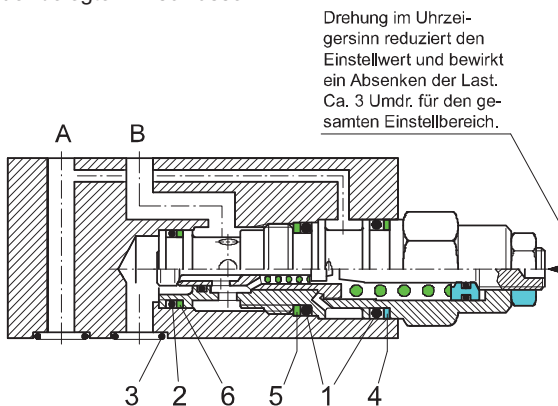 Drehung im Uhrzei-
gersinn reduziert den
Einstellwert und bewirkt
ein Absenken der Last.
Ca. 3 Umdr. für den ge-
samten Einstellbereich.
A B
3 2 6 5 1 4